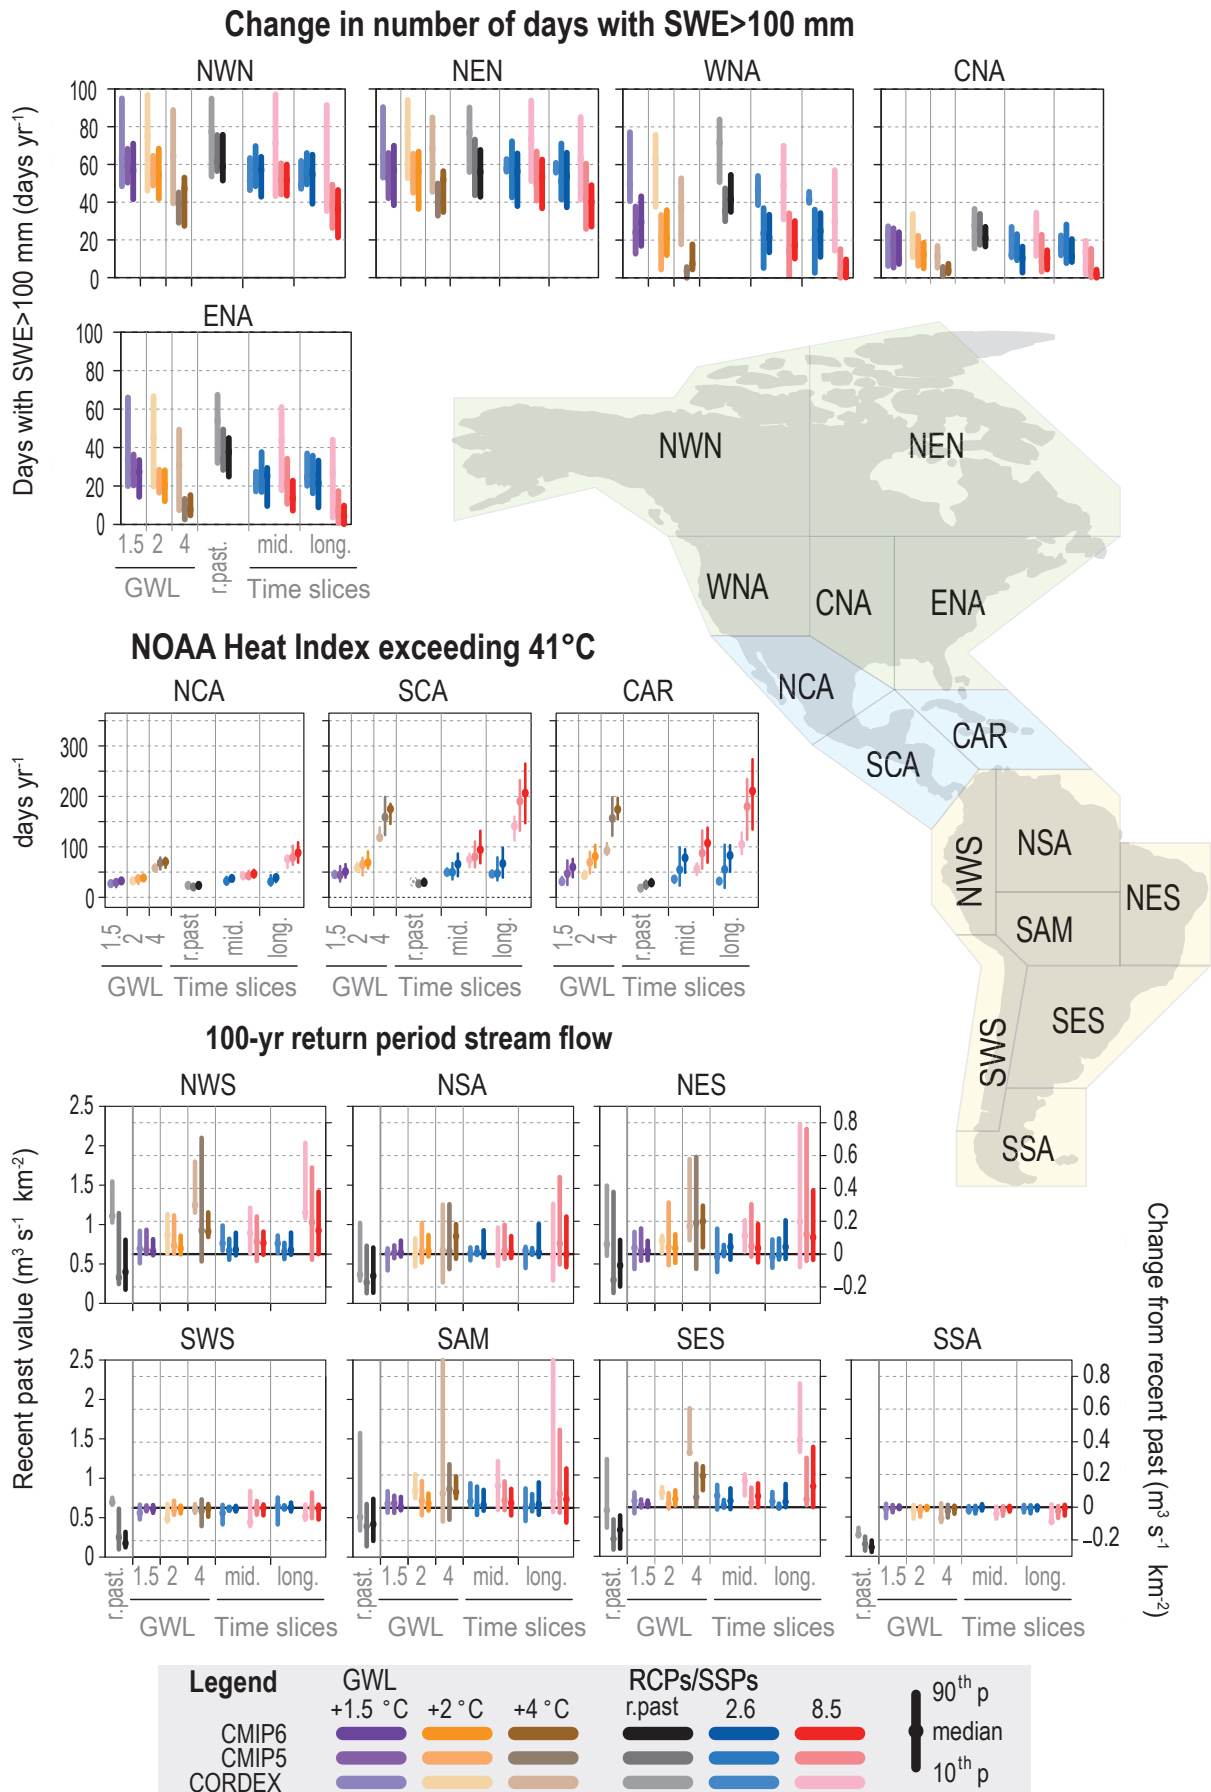 Change in number of days with SWE>100 mm
NWN NEN WNA CNA
Days with SWE>100 mm (days yr⁻¹)
100
80
60
40
20
0
ENA
100
80
60
40
20
0
1.5 2 4 r.past. mid. long.
GWL Time slices
NWN NEN
WNA CNA ENA
NCA
CAR
SCA
NWS NSA
NES
SAM
SES
SWS
SSA
NOAA Heat Index exceeding 41°C
NCA SCA CAR
days yr⁻¹
300
200
100
0
1.5 2 4 r.past mid. long. 1.5 2 4 r.past mid. long. 1.5 2 4 r.past mid. long.
GWL Time slices GWL Time slices GWL Time slices
100-yr return period stream flow
NWS NSA NES
Recent past value (m³ s⁻¹ km⁻²)
2.5
2
1.5
1
0.5
0
0.8
0.6
0.4
0.2
0
−0.2
Change from recent past (m³ s⁻¹ km⁻²)
SWS SAM SES SSA
2.5
2
1.5
1
0.5
0
0.8
0.6
0.4
0.2
0
−0.2
r.past. 1.5 2 4 mid. long. r.past. 1.5 2 4 mid. long. r.past. 1.5 2 4 mid. long. r.past. 1.5 2 4 mid. long.
GWL Time slices GWL Time slices GWL Time slices GWL Time slices
Legend GWL RCPs/SSPs
+1.5 °C +2 °C +4 °C r.past 2.6 8.5
CMIP6
CMIP5
CORDEX
90th p
median
10th p